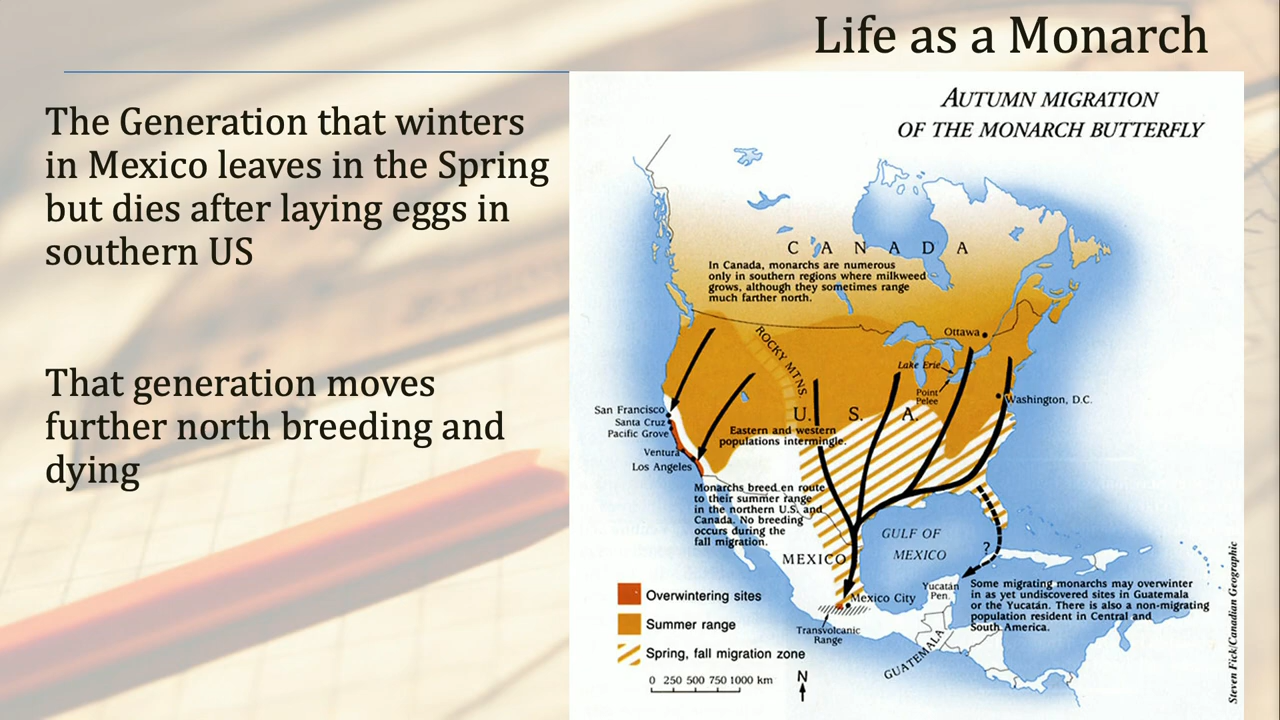 Life as a Monarch
The Generation that winters
in Mexico leaves in the Spring
but dies after laying eggs in
southern US
That generation moves
further north breeding and
dying
AUTUMN MIGRATION
OF THE MONARCH BUTTERFLY
CANADA
In Canada, monarchs are numerous
only in southern regions where milkweed
grows, although they sometimes range
much farther north.
Ottawa
ROCKY MTNS.
Lake Erie
Point
Pelee
Washington, D.C.
San Francisco
Santa Cruz
Pacific Grove
Ventura
Los Angeles
U. S. A.
Eastern and western
populations intermingle.
Monarchs breed en route
to their summer range
in the northern U.S. and
Canada. No breeding
occurs during the
fall migration.
GULF OF
MEXICO
?
MEXICO
Yucatán
Pen.
Mexico City
Transvolcanic
Range
GUATEMALA
Some migrating monarchs may overwinter
in as yet undiscovered sites in Guatemala
or the Yucatán. There is also a non-migrating
population resident in Central and
South America.
Overwintering sites
Summer range
Spring, fall migration zone
0 250 500 750 1000 km
N
Steven Fick/Canadian Geographic